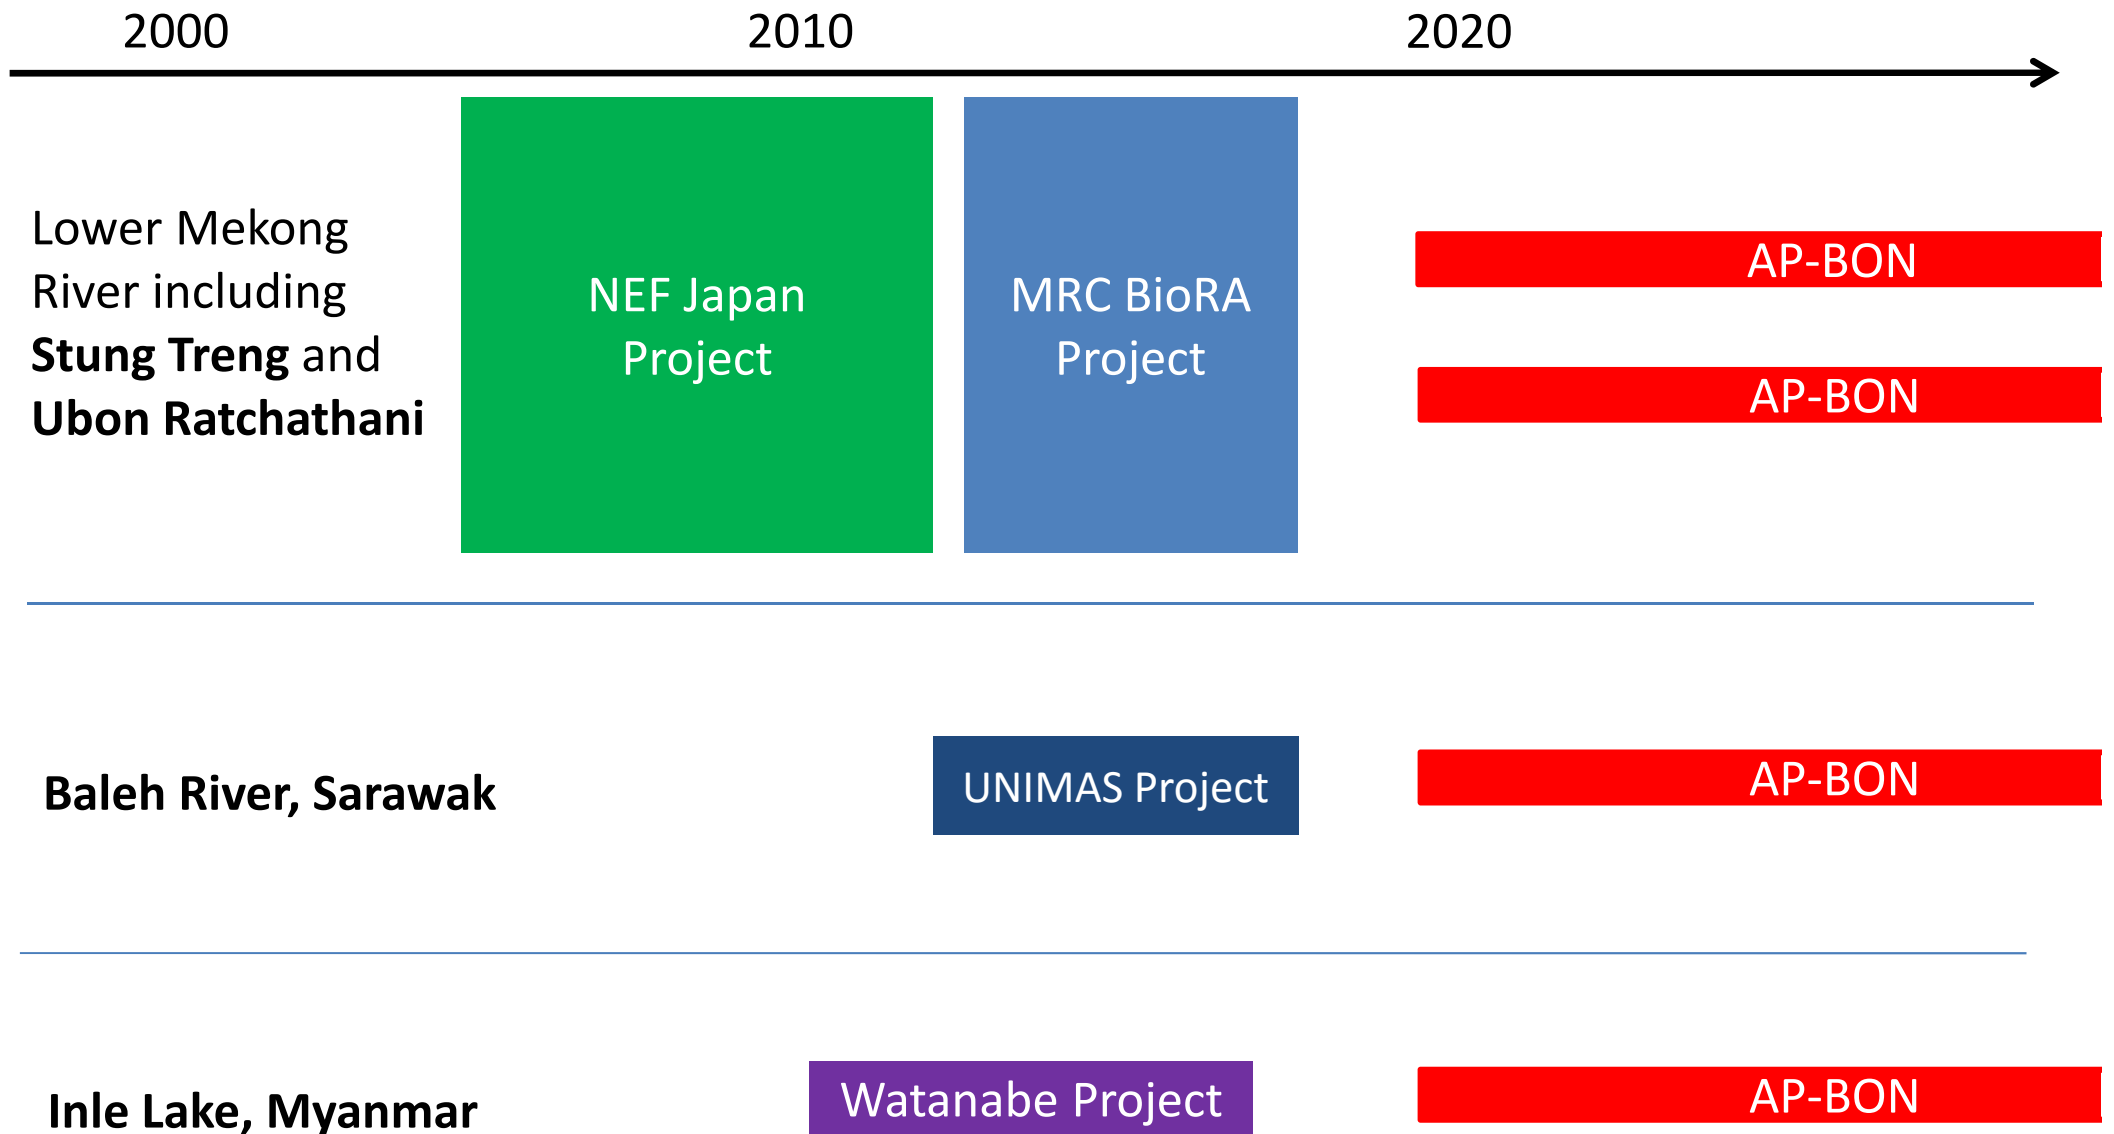 2000
2010
2020
Lower Mekong
River including
Stung Treng and
Ubon Ratchathani
NEF Japan
Project
MRC BioRA
Project
AP-BON
AP-BON
Baleh River, Sarawak
UNIMAS Project
AP-BON
Inle Lake, Myanmar
Watanabe Project
AP-BON